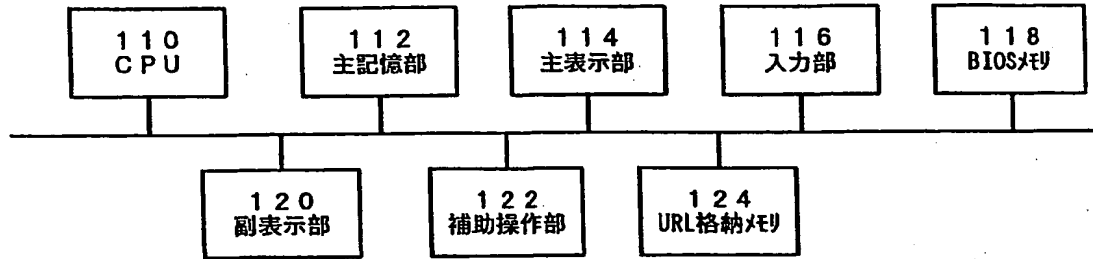 １１０
ＣＰＵ
１１２
主記憶部
１１４
主表示部
１１６
入力部
１１８
BIOSﾒﾓﾘ
１２０
副表示部
１２２
補助操作部
１２４
URL格納ﾒﾓﾘ